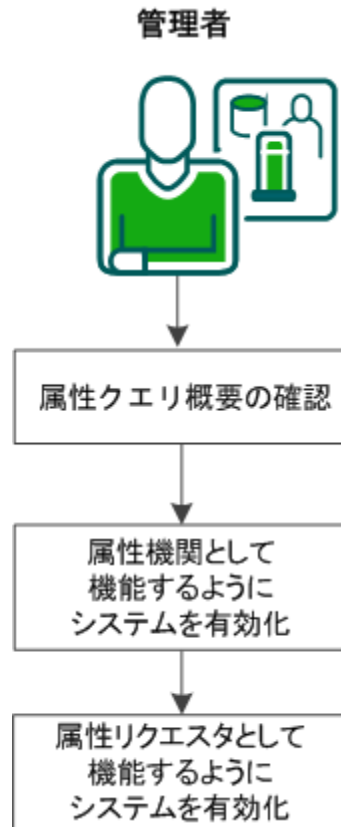 管理者
属性クエリ概要の確認
属性機関として
機能するように
システムを有効化
属性リクエスタとして
機能するように
システムを有効化